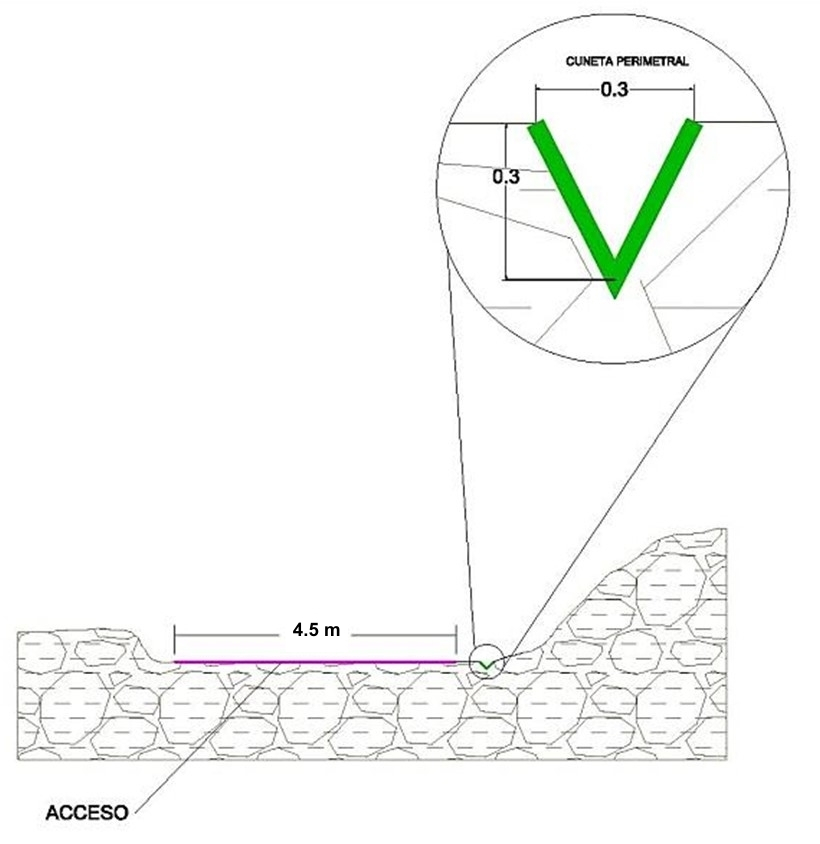 CUNETA PERIMETRAL
0.3
0.3
4.5 m
ACCESO